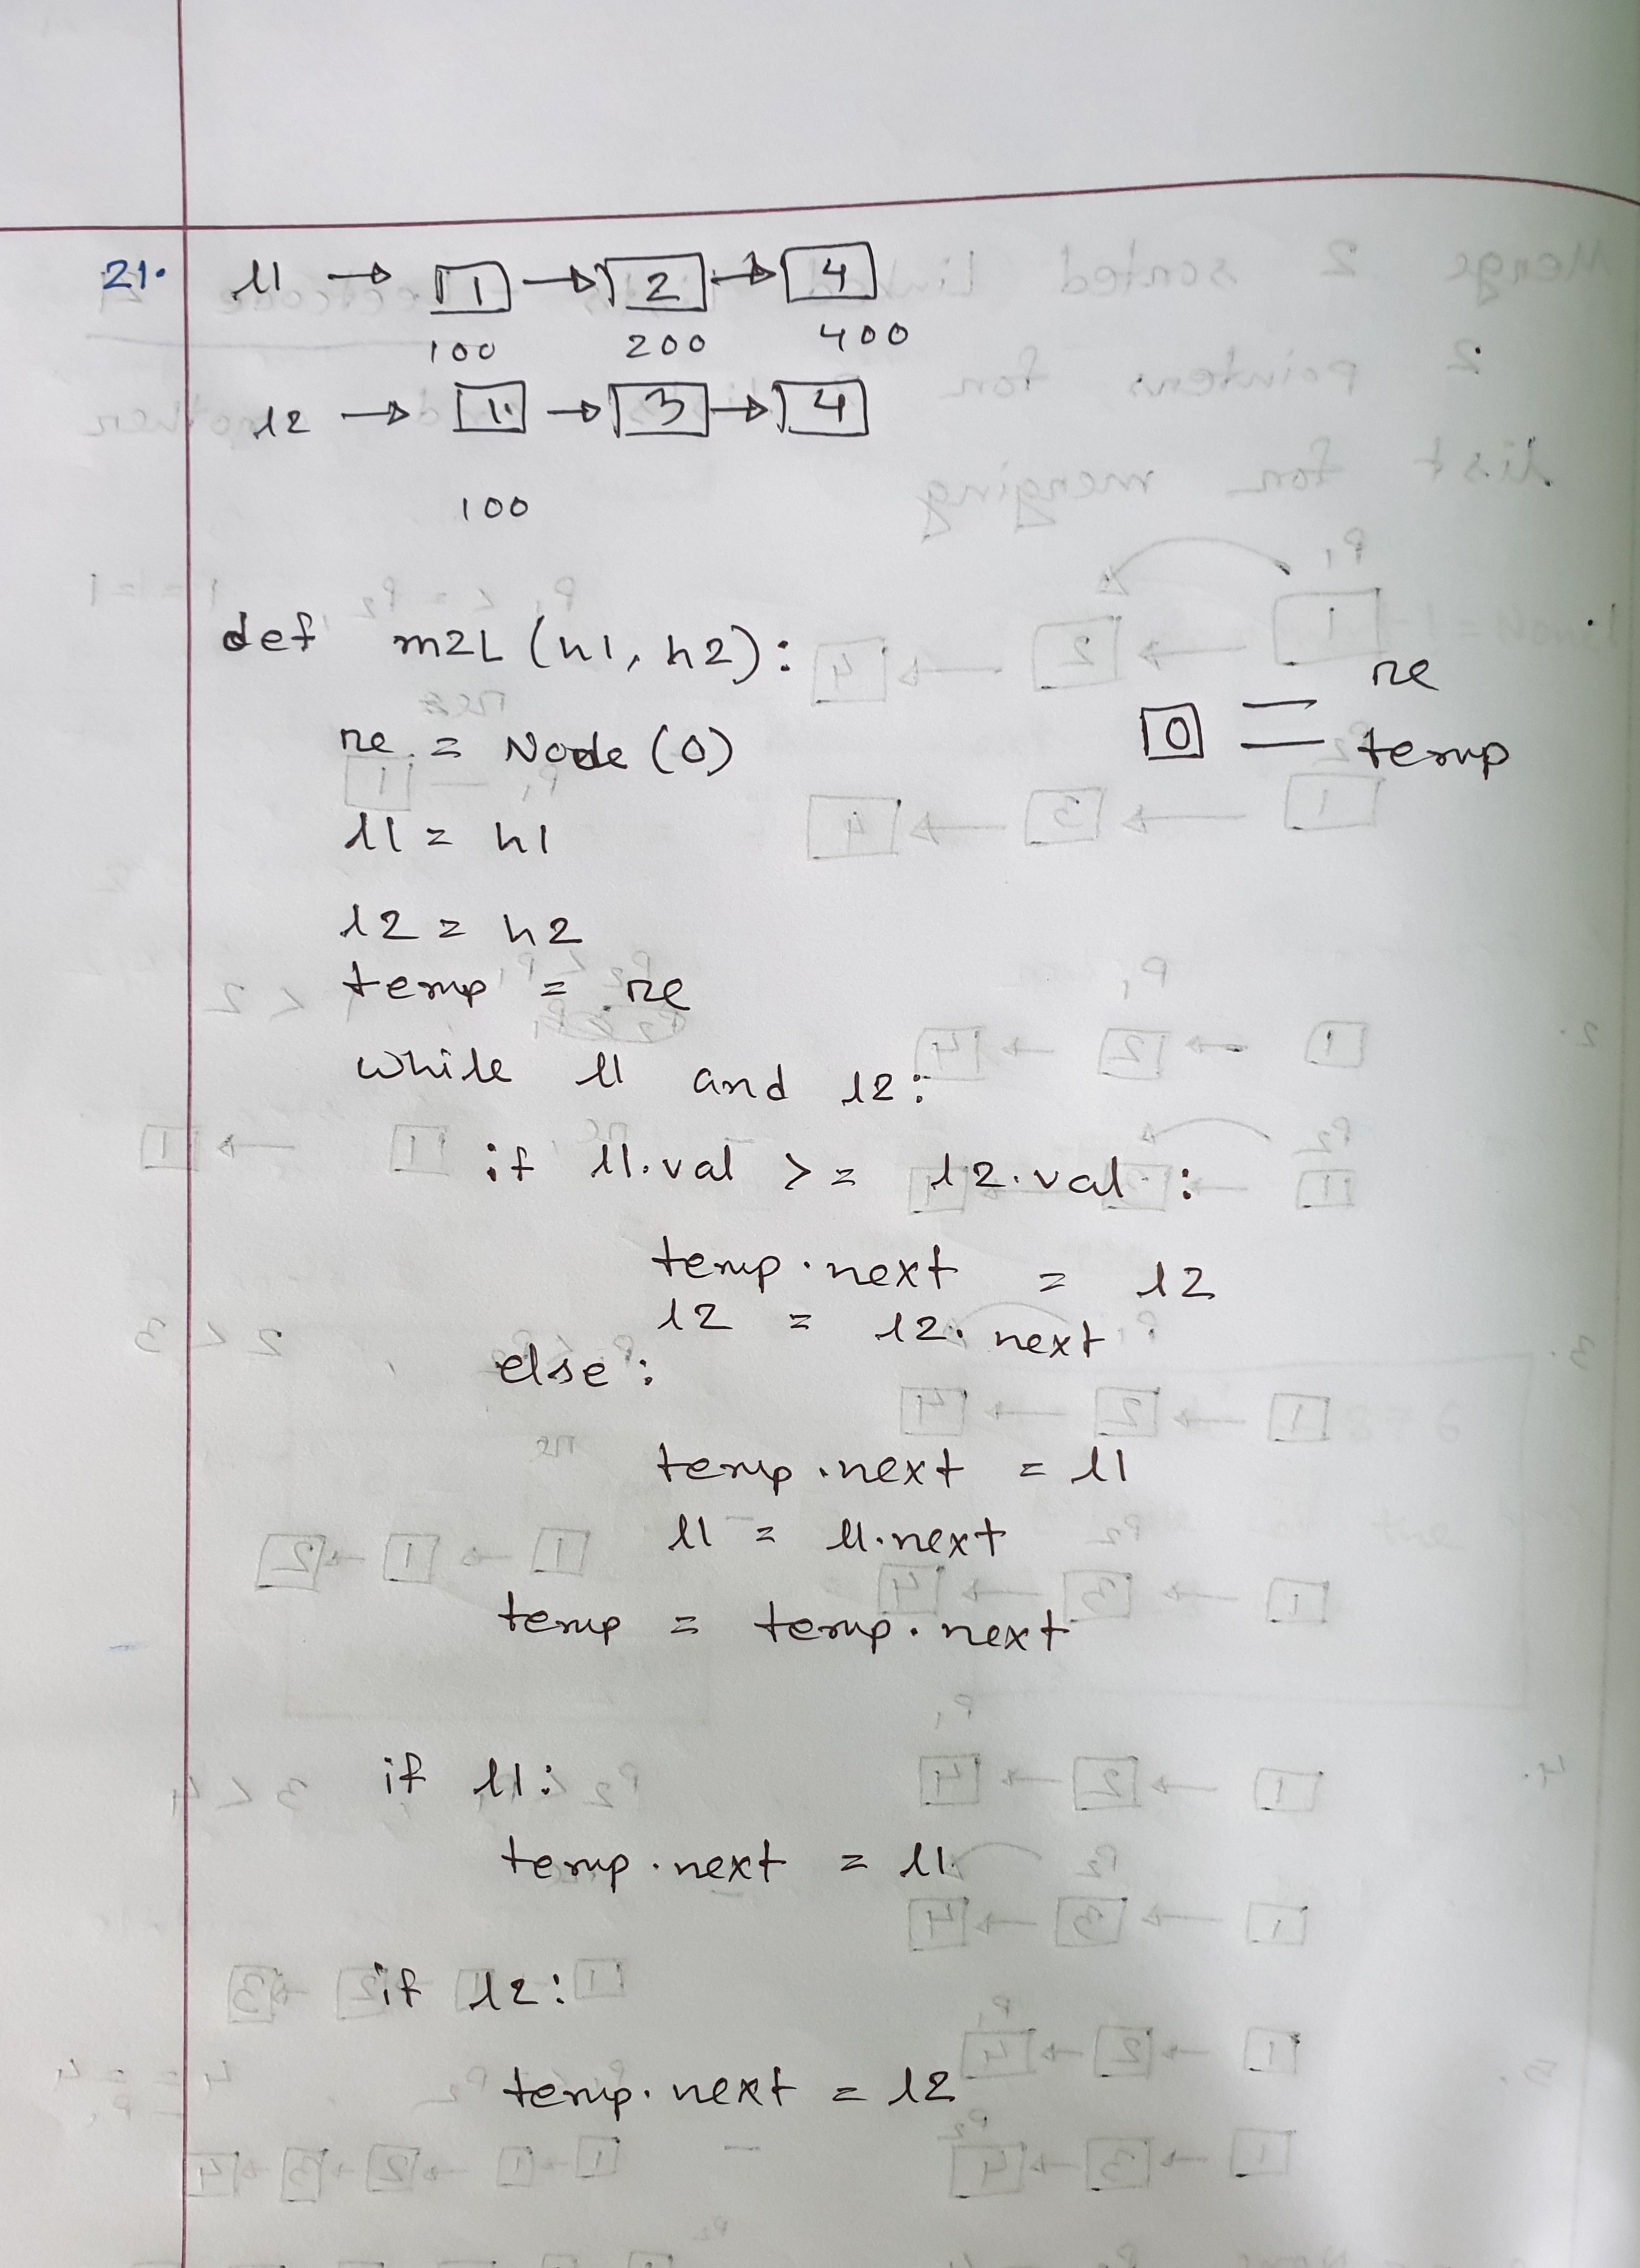 21. l1 → 1 → 2 → 4
100 200 400
l2 → 1 → 3 → 4
100
def m2L (h1, h2):
re = Node (0)
0 = re
temp
l1 = h1
l2 = h2
temp = re
while l1 and l2:
if l1.val >= l2.val :
temp.next = l2
l2 = l2.next
else :
temp.next = l1
l1 = l1.next
temp = temp.next
if l1:
temp.next = l1
if l2:
temp.next = l2